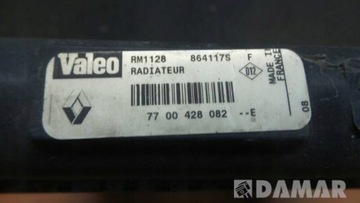 Valeo RM1128 864117S F
RADIATEUR
MADE IN FRANCE
77 00 428 082 --E
08
DAMAR